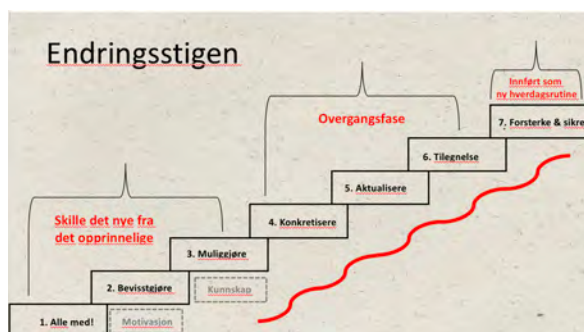 Endringsstigen
Innført som
ny hverdagsrutine
7. Forsterke & sikre
Overgangsfase
6. Tilegnelse
5. Aktualisere
Skille det nye fra
det opprinnelige
4. Konkretisere
3. Muliggjøre
2. Bevisstgjøre
Kunnskap
1. Alle med!
Motivasjon